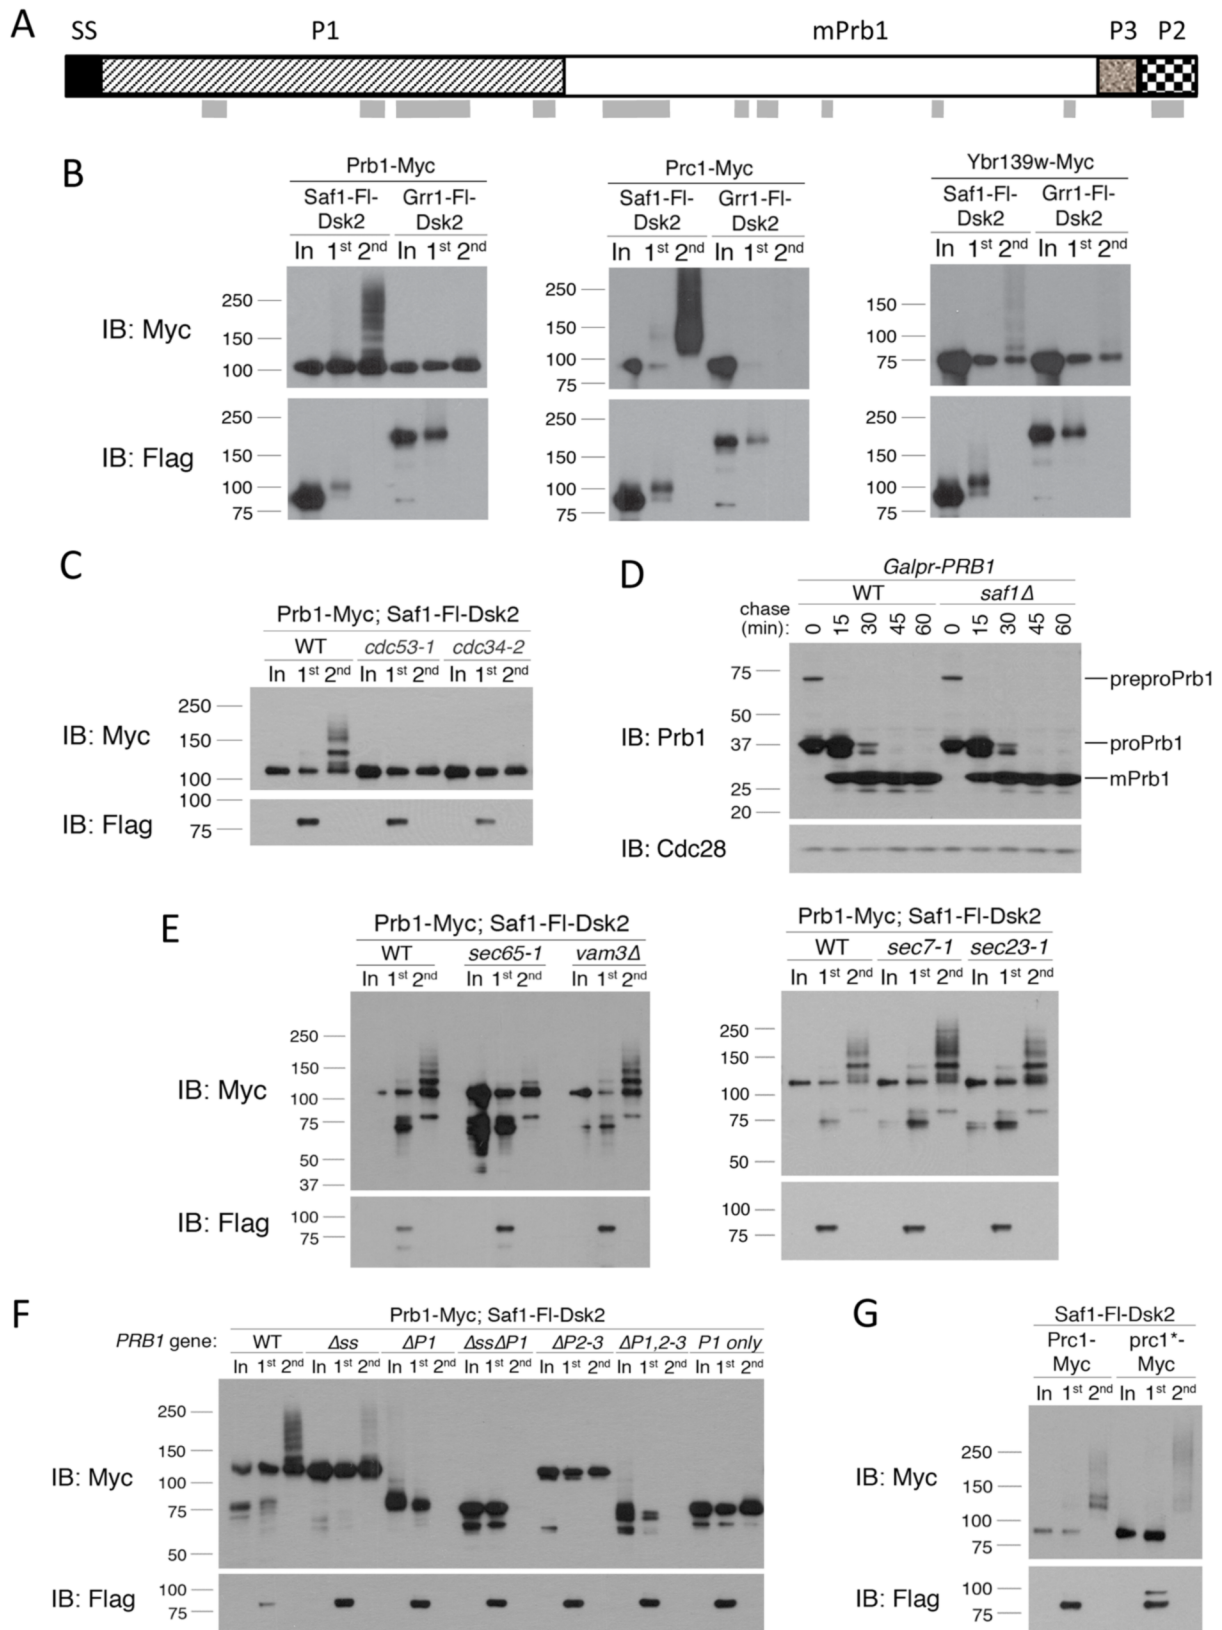 A
SS P1 mPrb1 P3 P2
B
Prb1-Myc
Saf1-Fl-Dsk2 Grr1-Fl-Dsk2
In 1st 2nd In 1st 2nd
IB: Myc
250
150
100
IB: Flag
250
150
100
75
Prc1-Myc
Saf1-Fl-Dsk2 Grr1-Fl-Dsk2
In 1st 2nd In 1st 2nd
250
150
100
75
250
150
100
75
Ybr139w-Myc
Saf1-Fl-Dsk2 Grr1-Fl-Dsk2
In 1st 2nd In 1st 2nd
150
100
75
250
150
100
75
C
Prb1-Myc; Saf1-Fl-Dsk2
WT cdc53-1 cdc34-2
In 1st 2nd In 1st 2nd In 1st 2nd
IB: Myc
250
150
100
IB: Flag
100
75
D
Galpr-PRB1
WT saf1Δ
chase
(min): 0 15 30 45 60 0 15 30 45 60
IB: Prb1
75
50
37
25
20
preproPrb1
proPrb1
mPrb1
IB: Cdc28
E
Prb1-Myc; Saf1-Fl-Dsk2
WT sec65-1 vam3Δ
In 1st 2nd In 1st 2nd In 1st 2nd
IB: Myc
250
150
100
75
50
37
IB: Flag
100
75
Prb1-Myc; Saf1-Fl-Dsk2
WT sec7-1 sec23-1
In 1st 2nd In 1st 2nd In 1st 2nd
250
150
100
75
50
100
75
F
Prb1-Myc; Saf1-Fl-Dsk2
PRB1 gene: WT Δss ΔP1 ΔssΔP1 ΔP2-3 ΔP1,2-3 P1 only
In 1st 2nd In 1st 2nd In 1st 2nd In 1st 2nd In 1st 2nd In 1st 2nd In 1st 2nd
IB: Myc
250
150
100
75
50
IB: Flag
100
75
G
Saf1-Fl-Dsk2
Prc1-Myc prc1*-Myc
In 1st 2nd In 1st 2nd
IB: Myc
250
150
100
75
IB: Flag
100
75